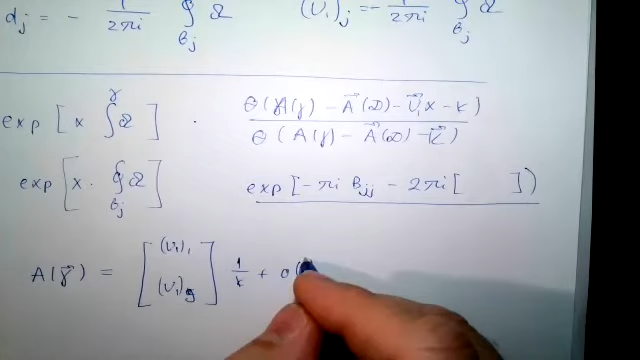 d_j = - 1/2πi ∮_{B_j} Ω   (U_1)_j = - 1/2πi ∮_{B_j} Ω
exp [ x ∫^γ Ω ] · θ(A(γ) - A⃗(D) - U⃗_1 x - K) / θ(A(γ) - A⃗(D) - K⃗)
exp [ x · ∮_{B_j} Ω ] exp [ -πi B_jj - 2πi [ ] )
A(γ⃗) = [ (U_1)_1 (U_1)_g ] 1/k + o(